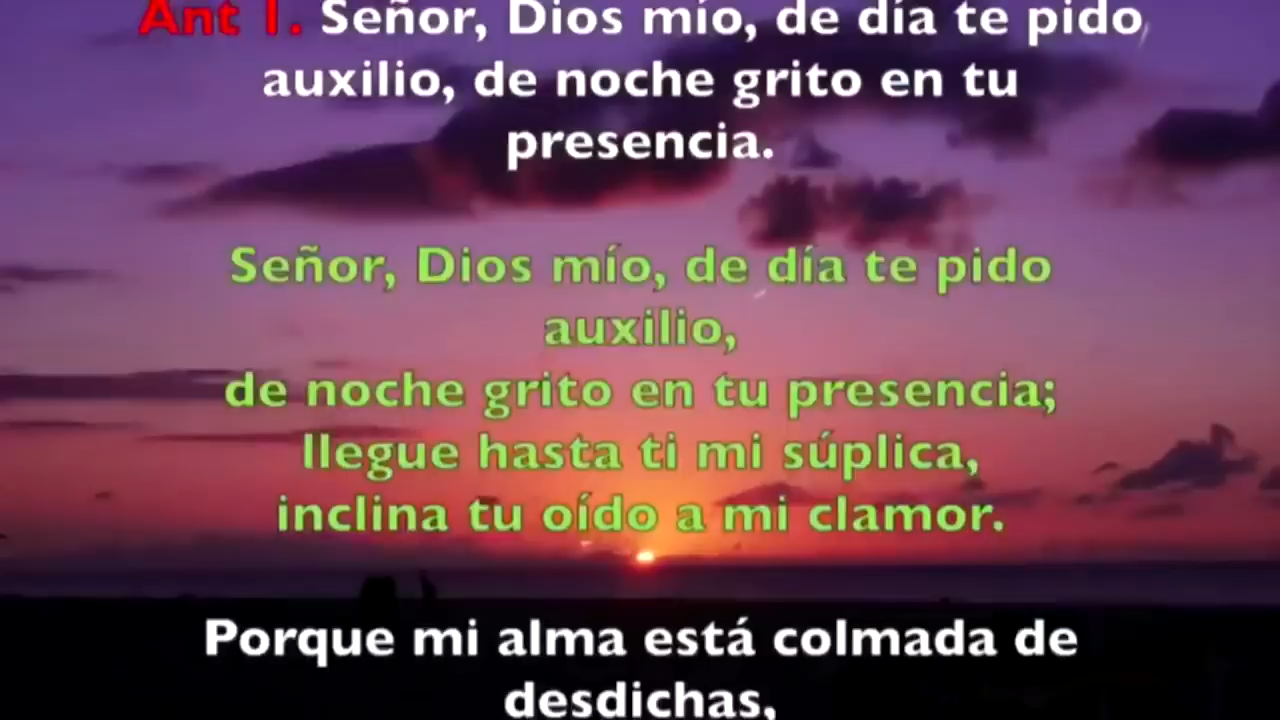 Ant 1. Señor, Dios mío, de día te pido
auxilio, de noche grito en tu
presencia.
Señor, Dios mío, de día te pido
auxilio,
de noche grito en tu presencia;
llegue hasta ti mi súplica,
inclina tu oído a mi clamor.
Porque mi alma está colmada de
desdichas,